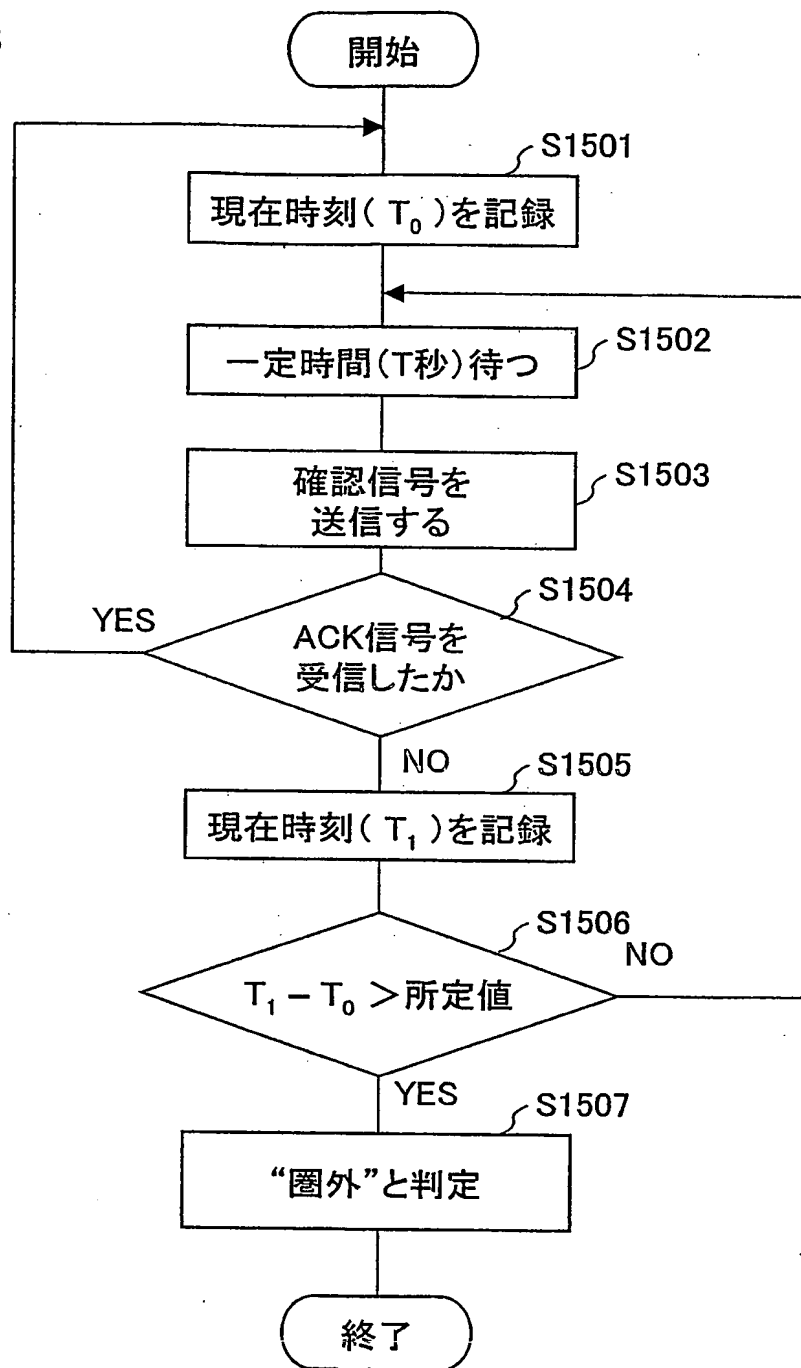 開始
S1501
現在時刻( T₀ )を記録
S1502
一定時間(T秒)待つ
S1503
確認信号を
送信する
S1504
YES
ACK信号を
受信したか
NO
S1505
現在時刻( T₁ )を記録
S1506
NO
T₁ − T₀ >所定値
YES
S1507
“圏外”と判定
終了